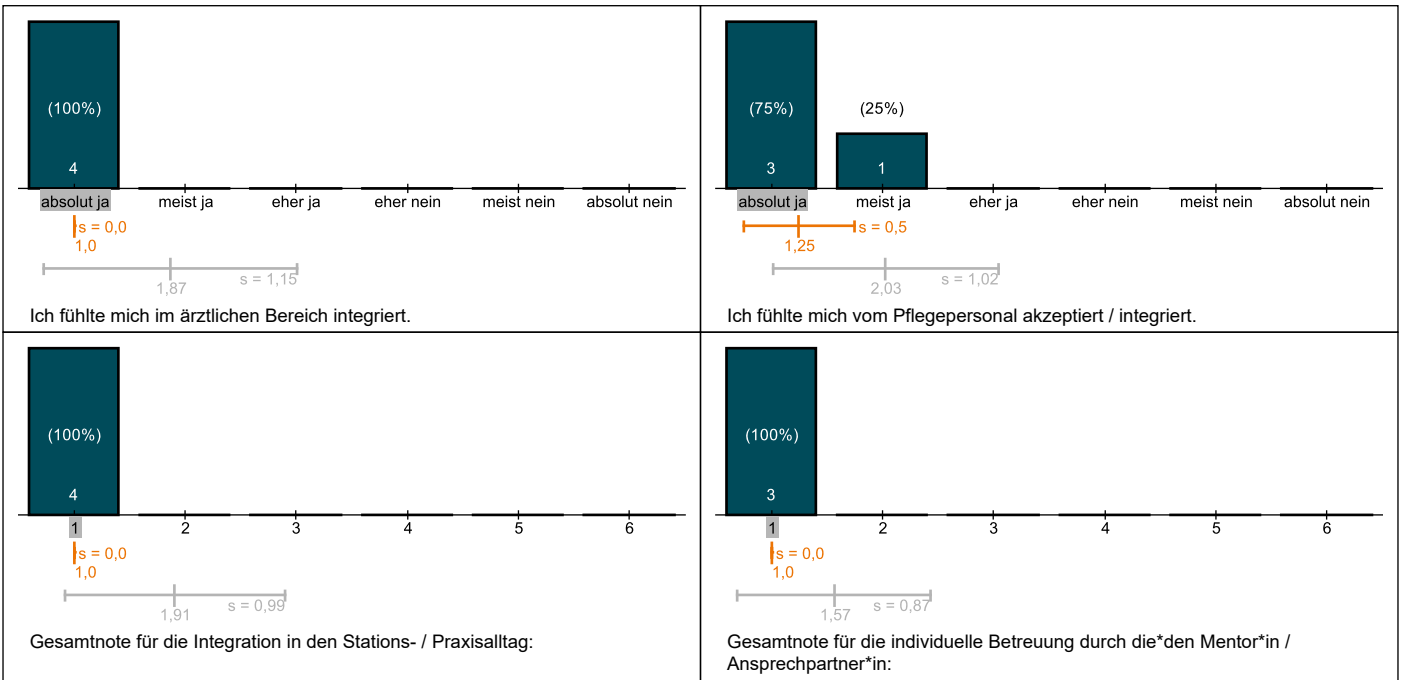 (100%)
4
absolut ja meist ja eher ja eher nein meist nein absolut nein
s = 0,0
1,0
s = 1,15
1,87
Ich fühlte mich im ärztlichen Bereich integriert.
(75%) (25%)
3 1
absolut ja meist ja eher ja eher nein meist nein absolut nein
s = 0,5
1,25
s = 1,02
2,03
Ich fühlte mich vom Pflegepersonal akzeptiert / integriert.
(100%)
4
1 2 3 4 5 6
s = 0,0
1,0
s = 0,99
1,91
Gesamtnote für die Integration in den Stations- / Praxisalltag:
(100%)
3
1 2 3 4 5 6
s = 0,0
1,0
s = 0,87
1,57
Gesamtnote für die individuelle Betreuung durch die*den Mentor*in /
Ansprechpartner*in: